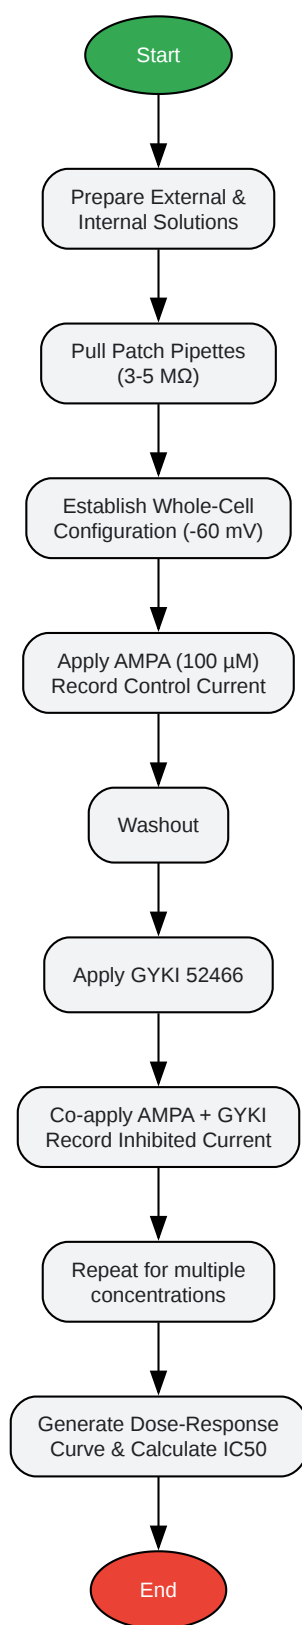 Start
Prepare External &
Internal Solutions
Pull Patch Pipettes
(3-5 MΩ)
Establish Whole-Cell
Configuration (-60 mV)
Apply AMPA (100 µM)
Record Control Current
Washout
Apply GYKI 52466
Co-apply AMPA + GYKI
Record Inhibited Current
Repeat for multiple
concentrations
Generate Dose-Response
Curve & Calculate IC50
End